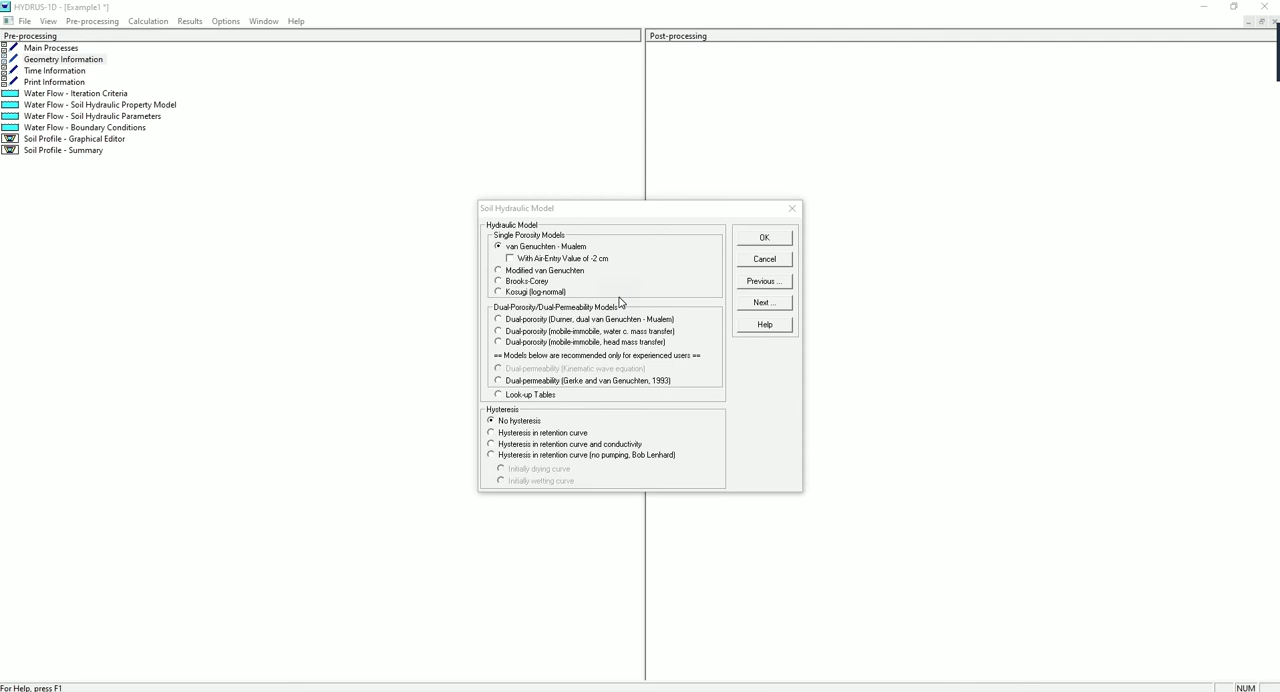 HYDRUS-1D - [Example1 *]
File View Pre-processing Calculation Results Options Window Help
Pre-processing
Post-processing
Main Processes
Geometry Information
Time Information
Print Information
Water Flow - Iteration Criteria
Water Flow - Soil Hydraulic Property Model
Water Flow - Soil Hydraulic Parameters
Water Flow - Boundary Conditions
Soil Profile - Graphical Editor
Soil Profile - Summary
Soil Hydraulic Model
Hydraulic Model
Single Porosity Models
van Genuchten - Mualem
With Air-Entry Value of -2 cm
Modified van Genuchten
Brooks-Corey
Kosugi (log-normal)
Dual-Porosity/Dual-Permeability Models
Dual-porosity (Durner, dual van Genuchten - Mualem)
Dual-porosity (mobile-immobile, water c. mass transfer)
Dual-porosity (mobile-immobile, head mass transfer)
== Models below are recommended only for experienced users ==
Dual-permeability (Kinematic wave equation)
Dual-permeability (Gerke and van Genuchten, 1993)
Look-up Tables
Hysteresis
No hysteresis
Hysteresis in retention curve
Hysteresis in retention curve and conductivity
Hysteresis in retention curve (no pumping, Bob Lenhard)
Initially drying curve
Initially wetting curve
OK
Cancel
Previous ...
Next ...
Help
For Help, press F1
NUM